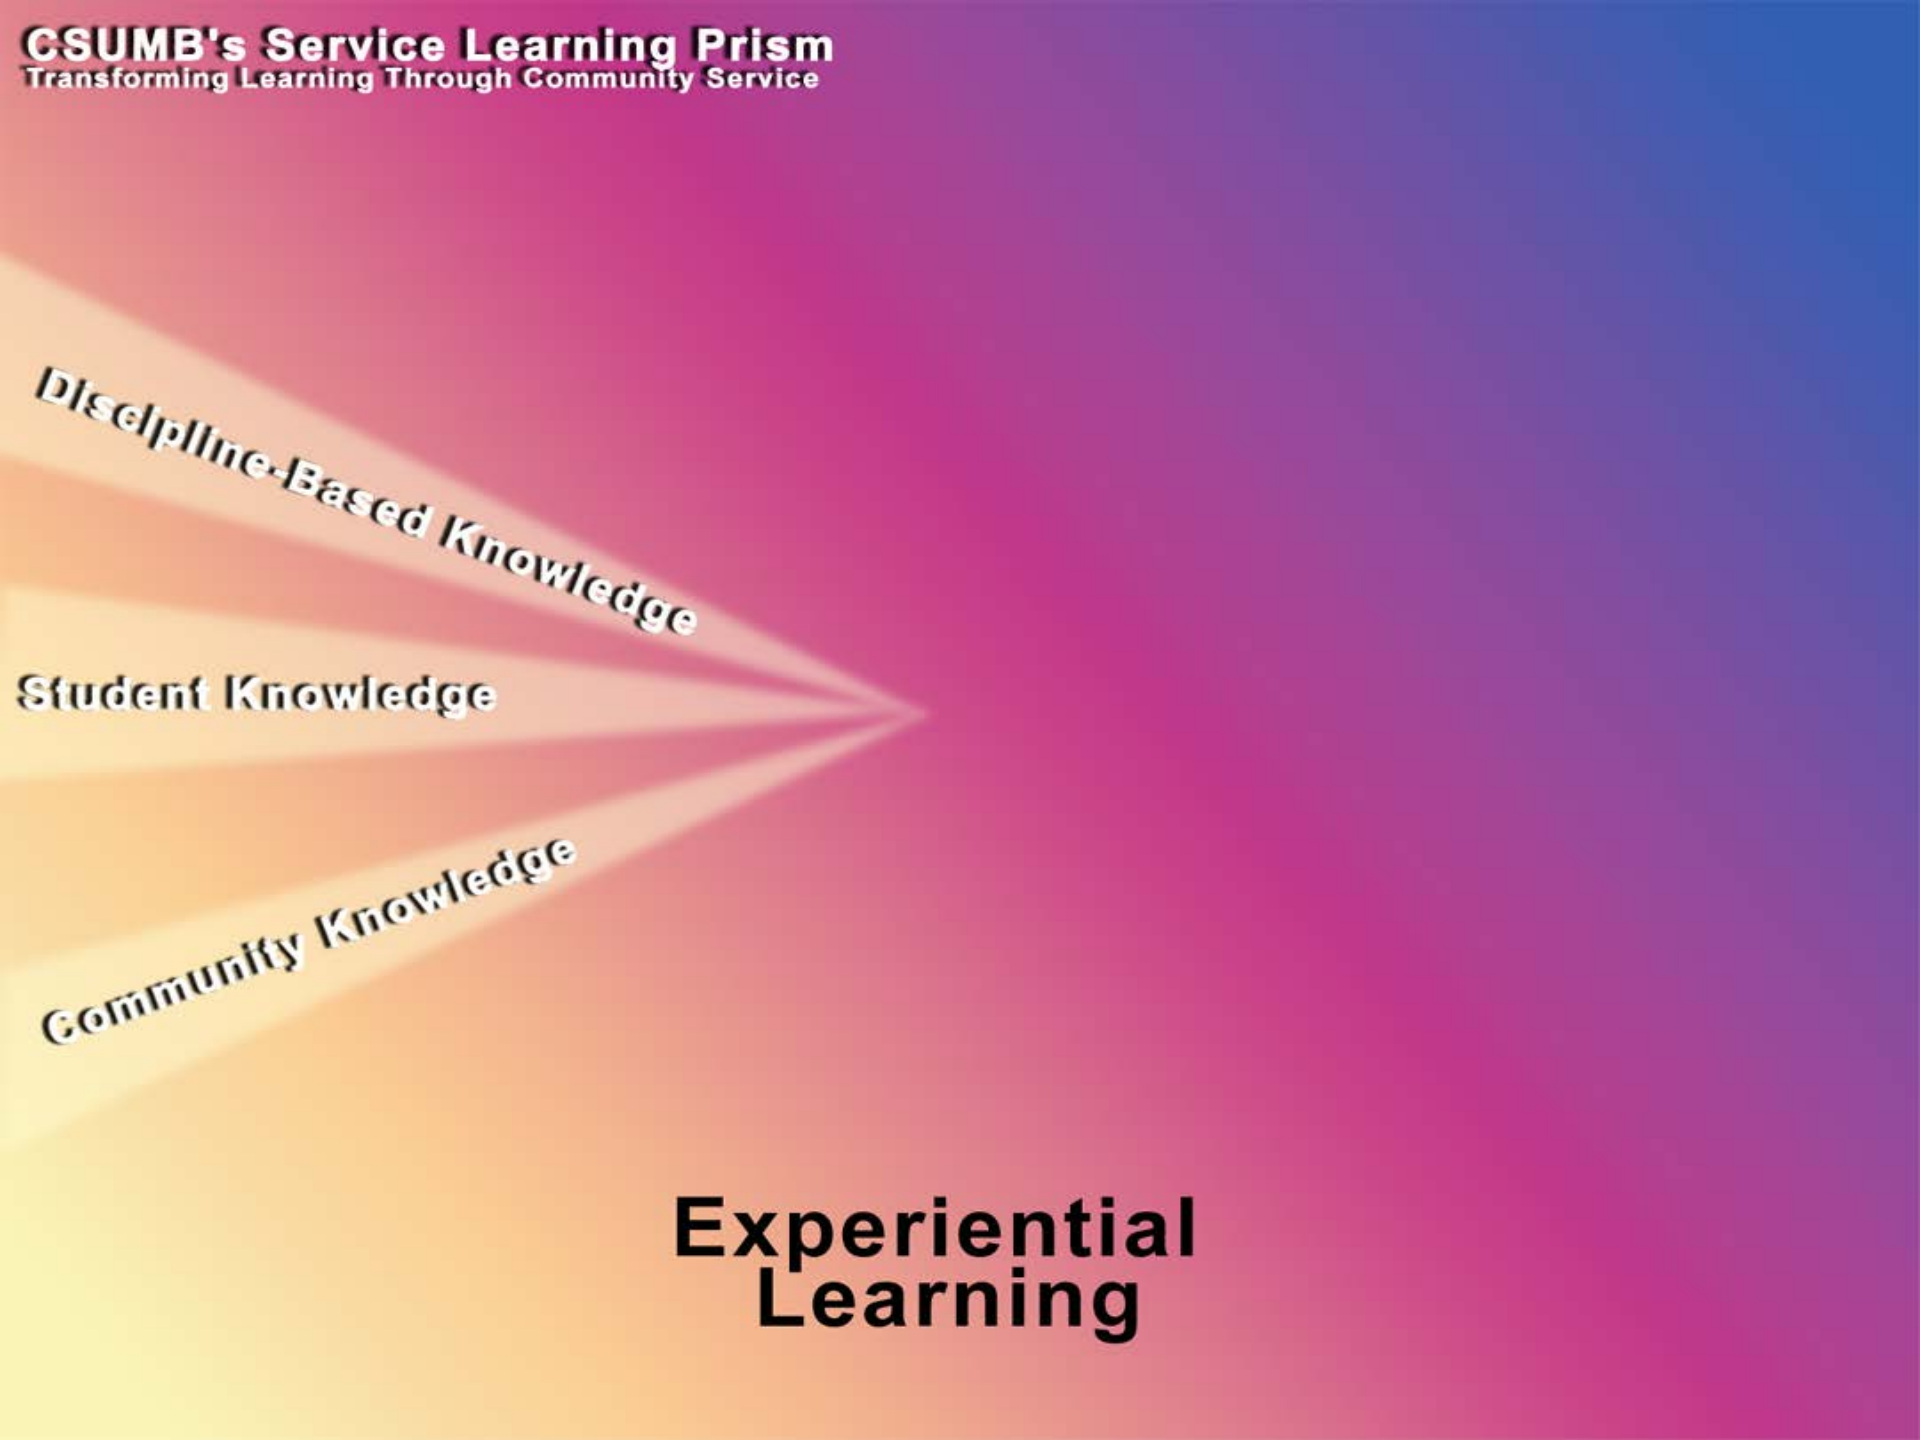 CSUMB's Service Learning Prism
Transforming Learning Through Community Service
Discipline-Based Knowledge
Student Knowledge
Community Knowledge
Experiential
Learning